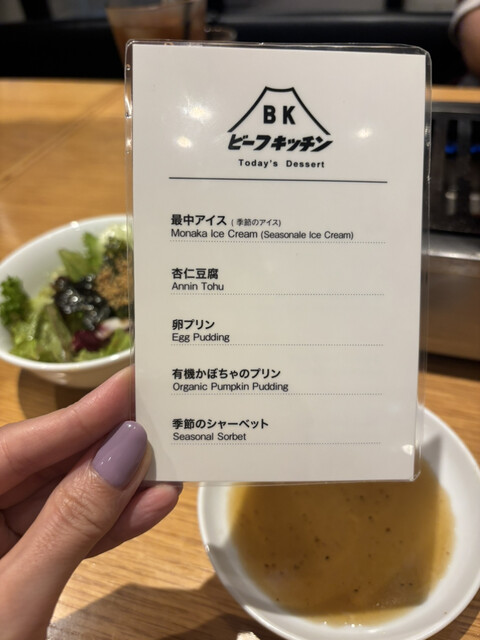 BK
ビーフキッチン
Today's Dessert
最中アイス (季節のアイス)
Monaka Ice Cream (Seasonale Ice Cream)
杏仁豆腐
Annin Tohu
卵プリン
Egg Pudding
有機かぼちゃのプリン
Organic Pumpkin Pudding
季節のシャーベット
Seasonal Sorbet